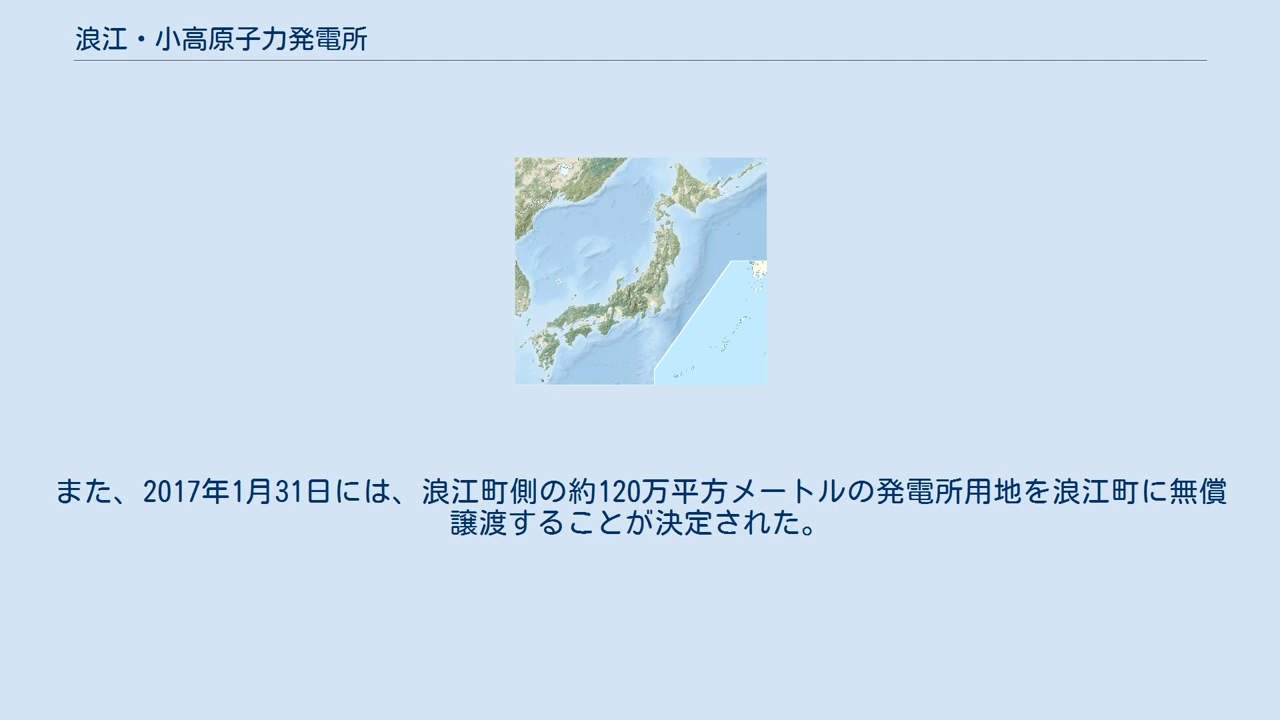 浪江・小高原子力発電所
また、2017年1月31日には、浪江町側の約120万平方メートルの発電所用地を浪江町に無償
譲渡することが決定された。